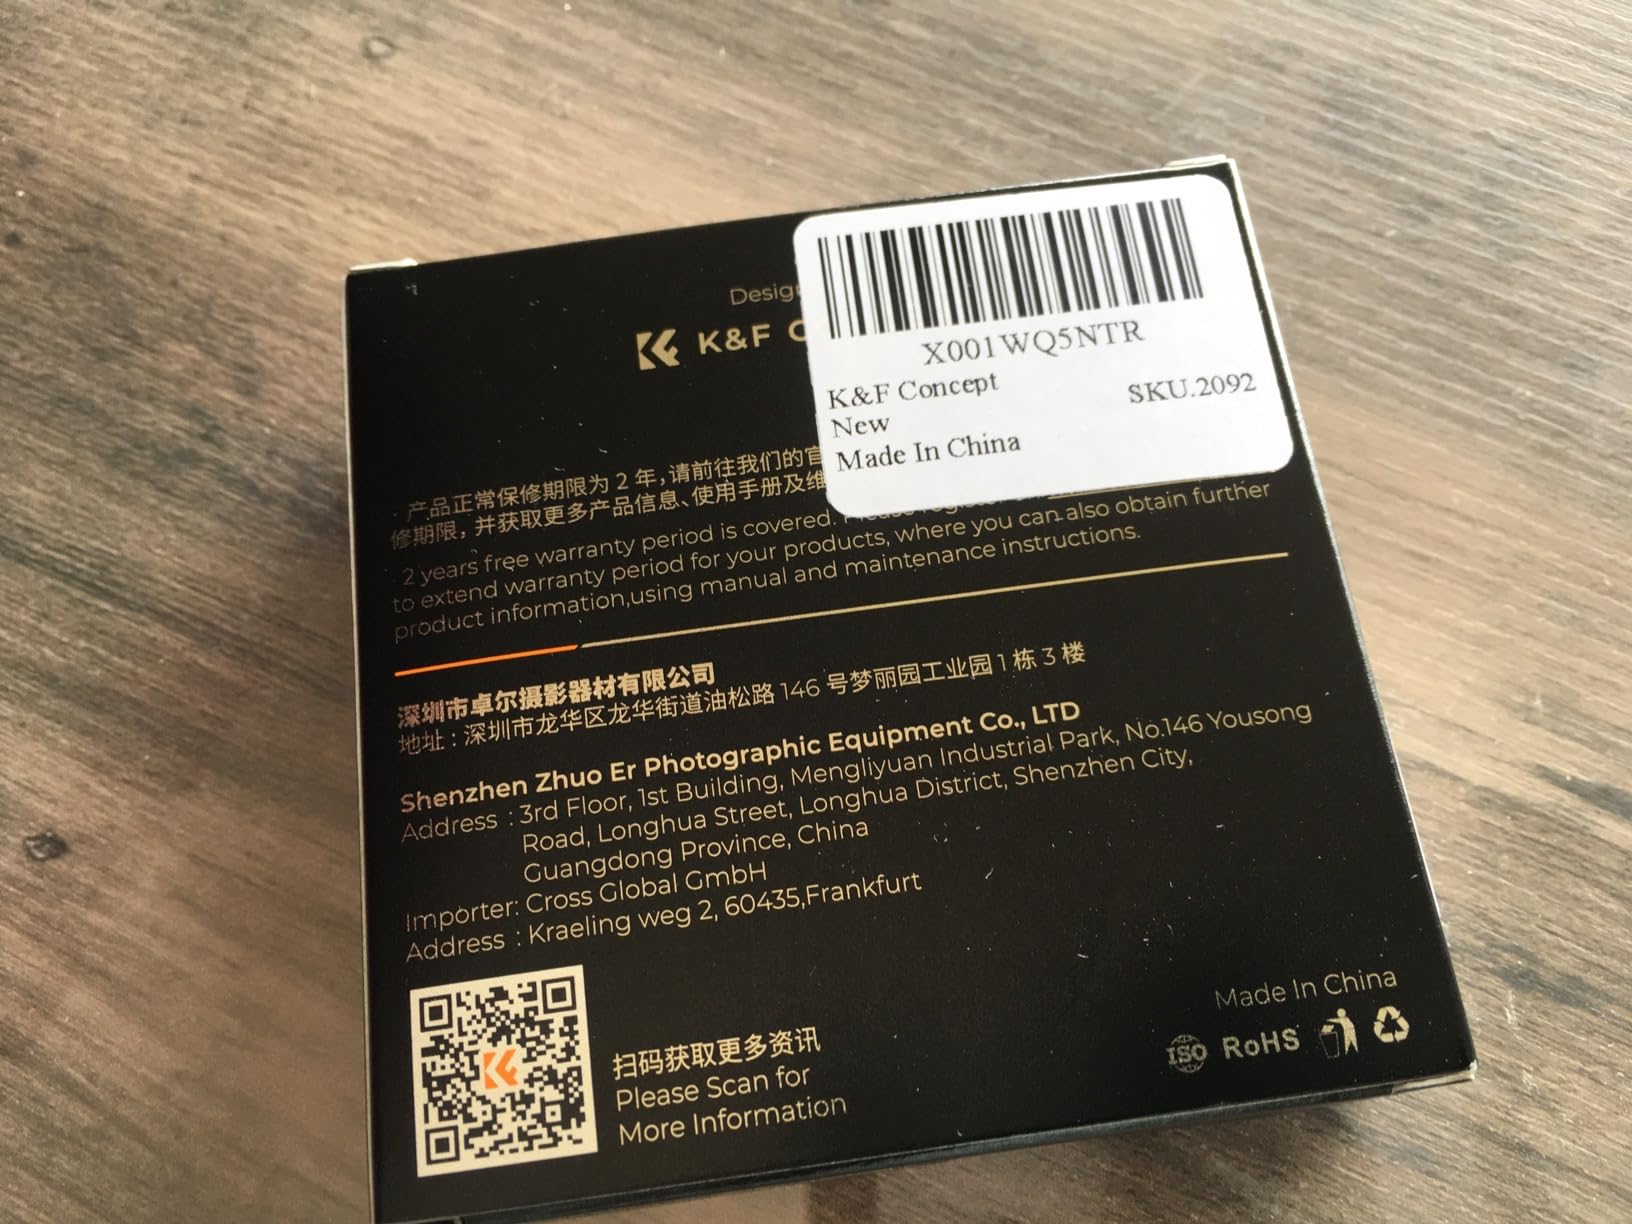 Design
K&F
X001WQ5NTR
K&F Concept
SKU.2092
New
Made In China
产品正常保修期限为 2 年,请前往我们的官
修期限, 并获取更多产品信息、使用手册及维
2 years free warranty period is covered.
to extend warranty period for your products, where you can also obtain further
product information,using manual and maintenance instructions.
深圳市卓尔摄影器材有限公司
地址 : 深圳市龙华区龙华街道油松路 146 号梦丽园工业园 1 栋 3 楼
Shenzhen Zhuo Er Photographic Equipment Co., LTD
Address : 3rd Floor, 1st Building, Mengliyuan Industrial Park, No.146 Yousong
Road, Longhua Street, Longhua District, Shenzhen City,
Guangdong Province, China
Importer: Cross Global GmbH
Address : Kraeling weg 2, 60435,Frankfurt
Made In China
ISO RoHS
扫码获取更多资讯
Please Scan for
More Information